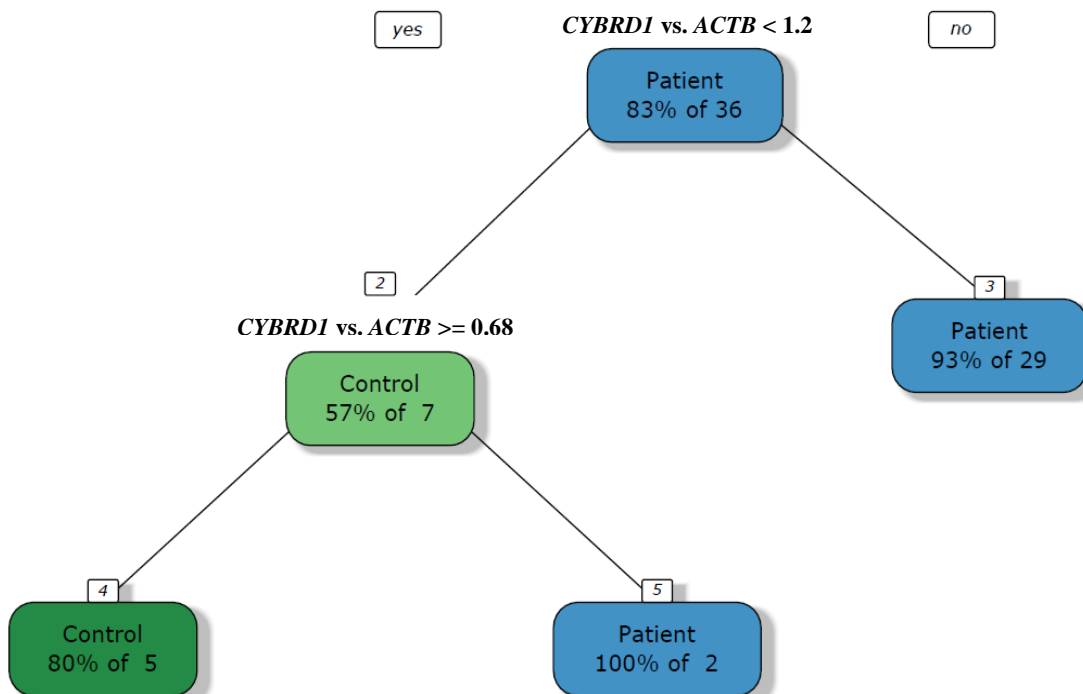 yes
CYBRD1 vs. ACTB < 1.2
no
Patient
83% of 36
2
3
CYBRD1 vs. ACTB >= 0.68
Patient
93% of 29
Control
57% of 7
4
5
Control
80% of 5
Patient
100% of 2